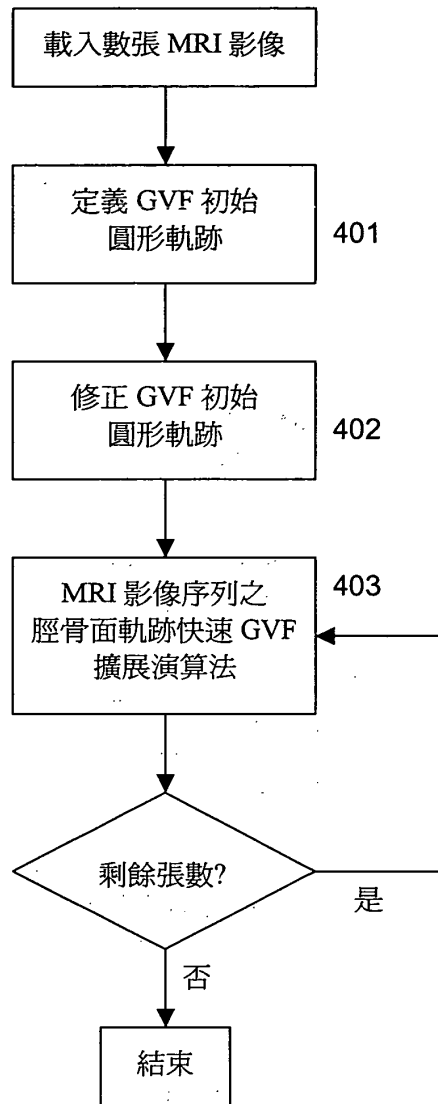 載入數張 MRI 影像
定義 GVF 初始
圓形軌跡
401
修正 GVF 初始
圓形軌跡
402
MRI 影像序列之
脛骨面軌跡快速 GVF
擴展演算法
403
剩餘張數?
是
否
結束